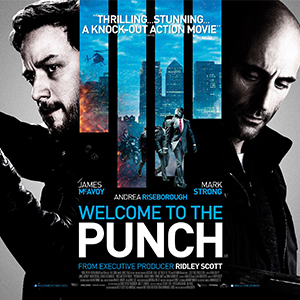 THRILLING...STUNNING...
A KNOCK-OUT ACTION MOVIE
JAMES
McAVOY
ANDREA RISEBOROUGH
MARK
STRONG
WELCOME TO THE
PUNCH
FROM EXECUTIVE PRODUCER RIDLEY SCOTT